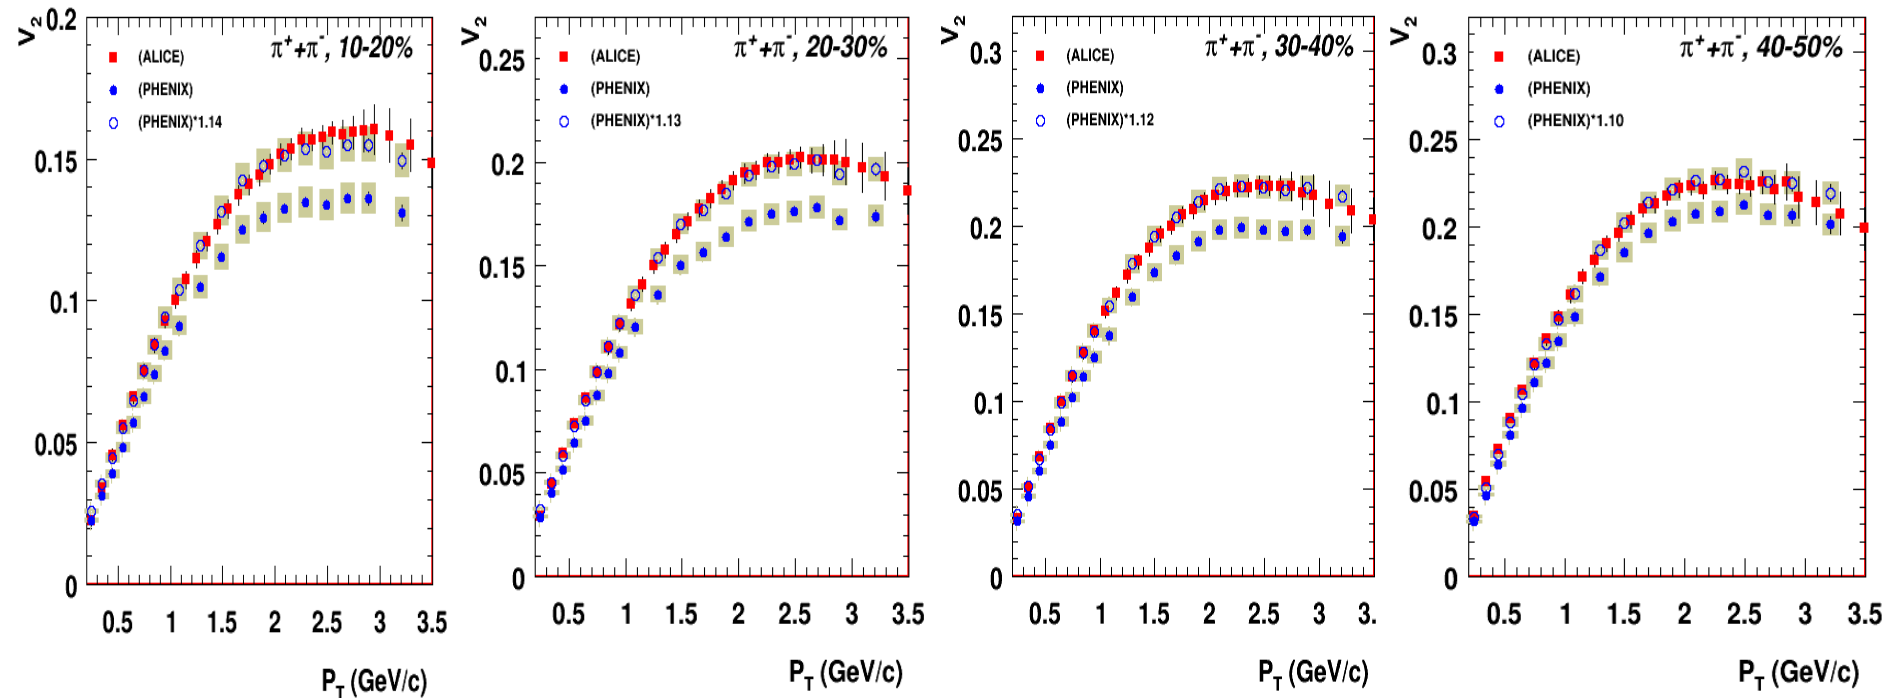 V2
0.2
0.15
0.1
0.05
0
π⁺+π⁻, 10-20%
(ALICE)
(PHENIX)
(PHENIX)*1.14
0.5 1 1.5 2 2.5 3 3.5
PT (GeV/c)
V2
0.25
0.2
0.15
0.1
0.05
0
π⁺+π⁻, 20-30%
(ALICE)
(PHENIX)
(PHENIX)*1.13
0.5 1 1.5 2 2.5 3 3.5
PT (GeV/c)
V2
0.3
0.25
0.2
0.15
0.1
0.05
0
π⁺+π⁻, 30-40%
(ALICE)
(PHENIX)
(PHENIX)*1.12
0.5 1 1.5 2 2.5 3 3.
PT (GeV/c)
V2
0.3
0.25
0.2
0.15
0.1
0.05
0
π⁺+π⁻, 40-50%
(ALICE)
(PHENIX)
(PHENIX)*1.10
0.5 1 1.5 2 2.5 3 3.5
PT (GeV/c)